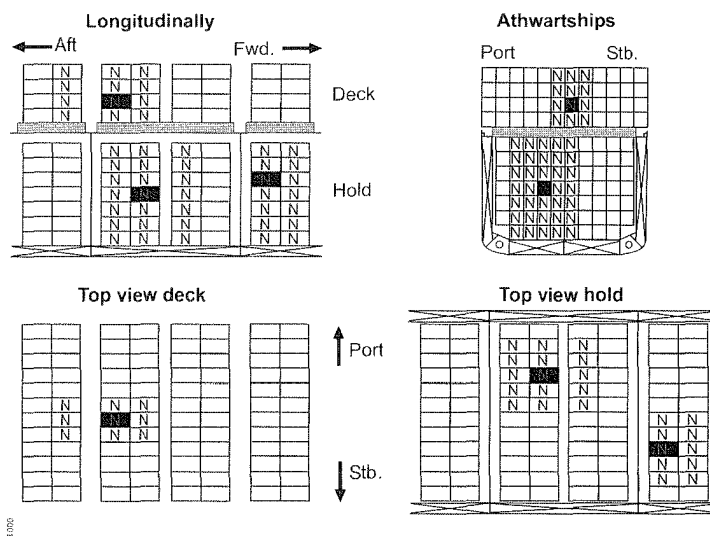 Longitudinally
Aft
Fwd.
N N N
N N N
N N
N N N
Deck
N N N N N
N N N N N
N N N N
N N N N
N N N N N
N N N N N
N N N N N
Hold
Athwartships
Port
Stb.
N N N
N N N
N N
N N N
N N N N N
N N N N N
N N N N N
N N N N
N N N N N
N N N N N
N N N N N
Top view deck
N N N
N N
N N N
Port
Stb.
Top view hold
N N N
N N N
N N
N N N
N N N
N N
N N
N
N N
N N